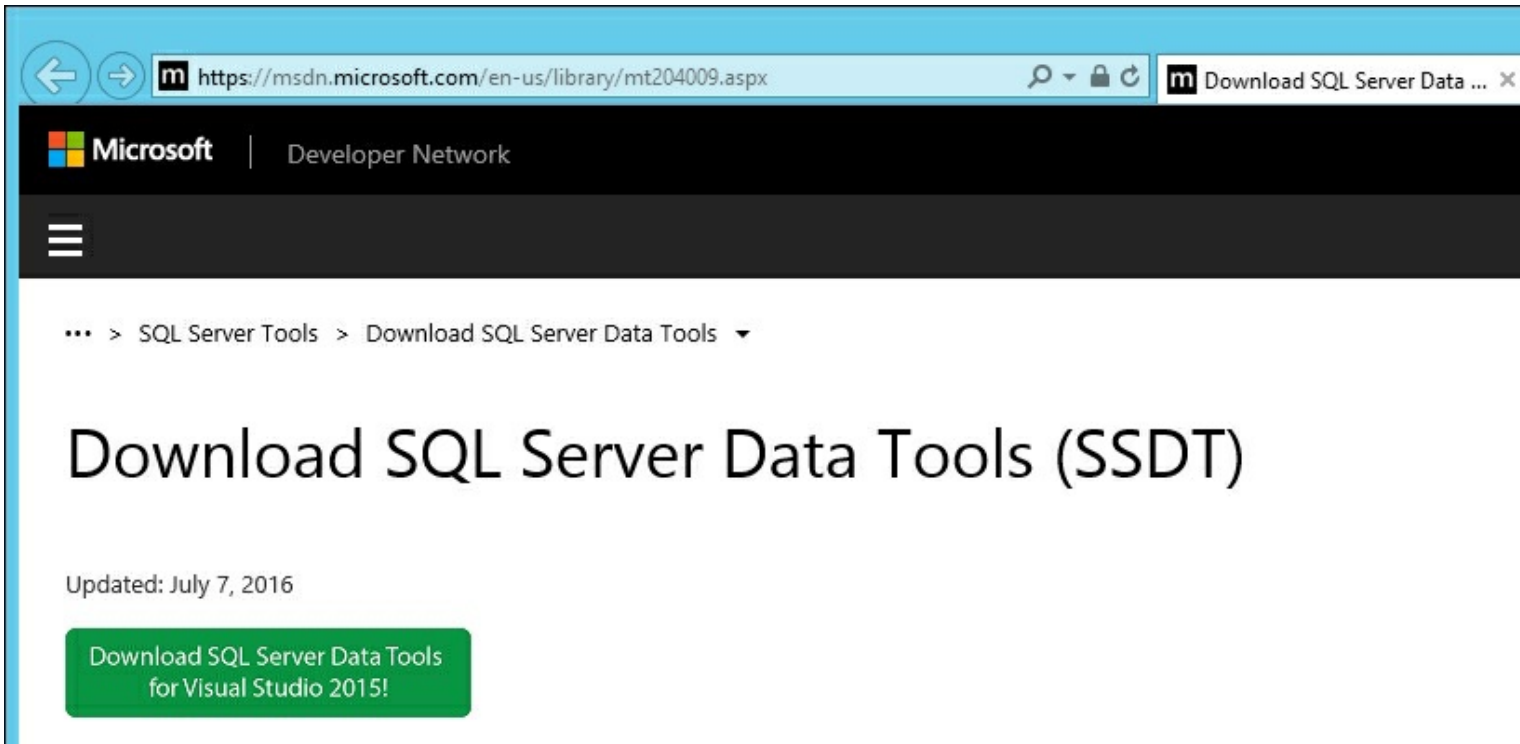 m https://msdn.microsoft.com/en-us/library/mt204009.aspx
m Download SQL Server Data ...
Microsoft | Developer Network
... > SQL Server Tools > Download SQL Server Data Tools
Download SQL Server Data Tools (SSDT)
Updated: July 7, 2016
Download SQL Server Data Tools
for Visual Studio 2015!